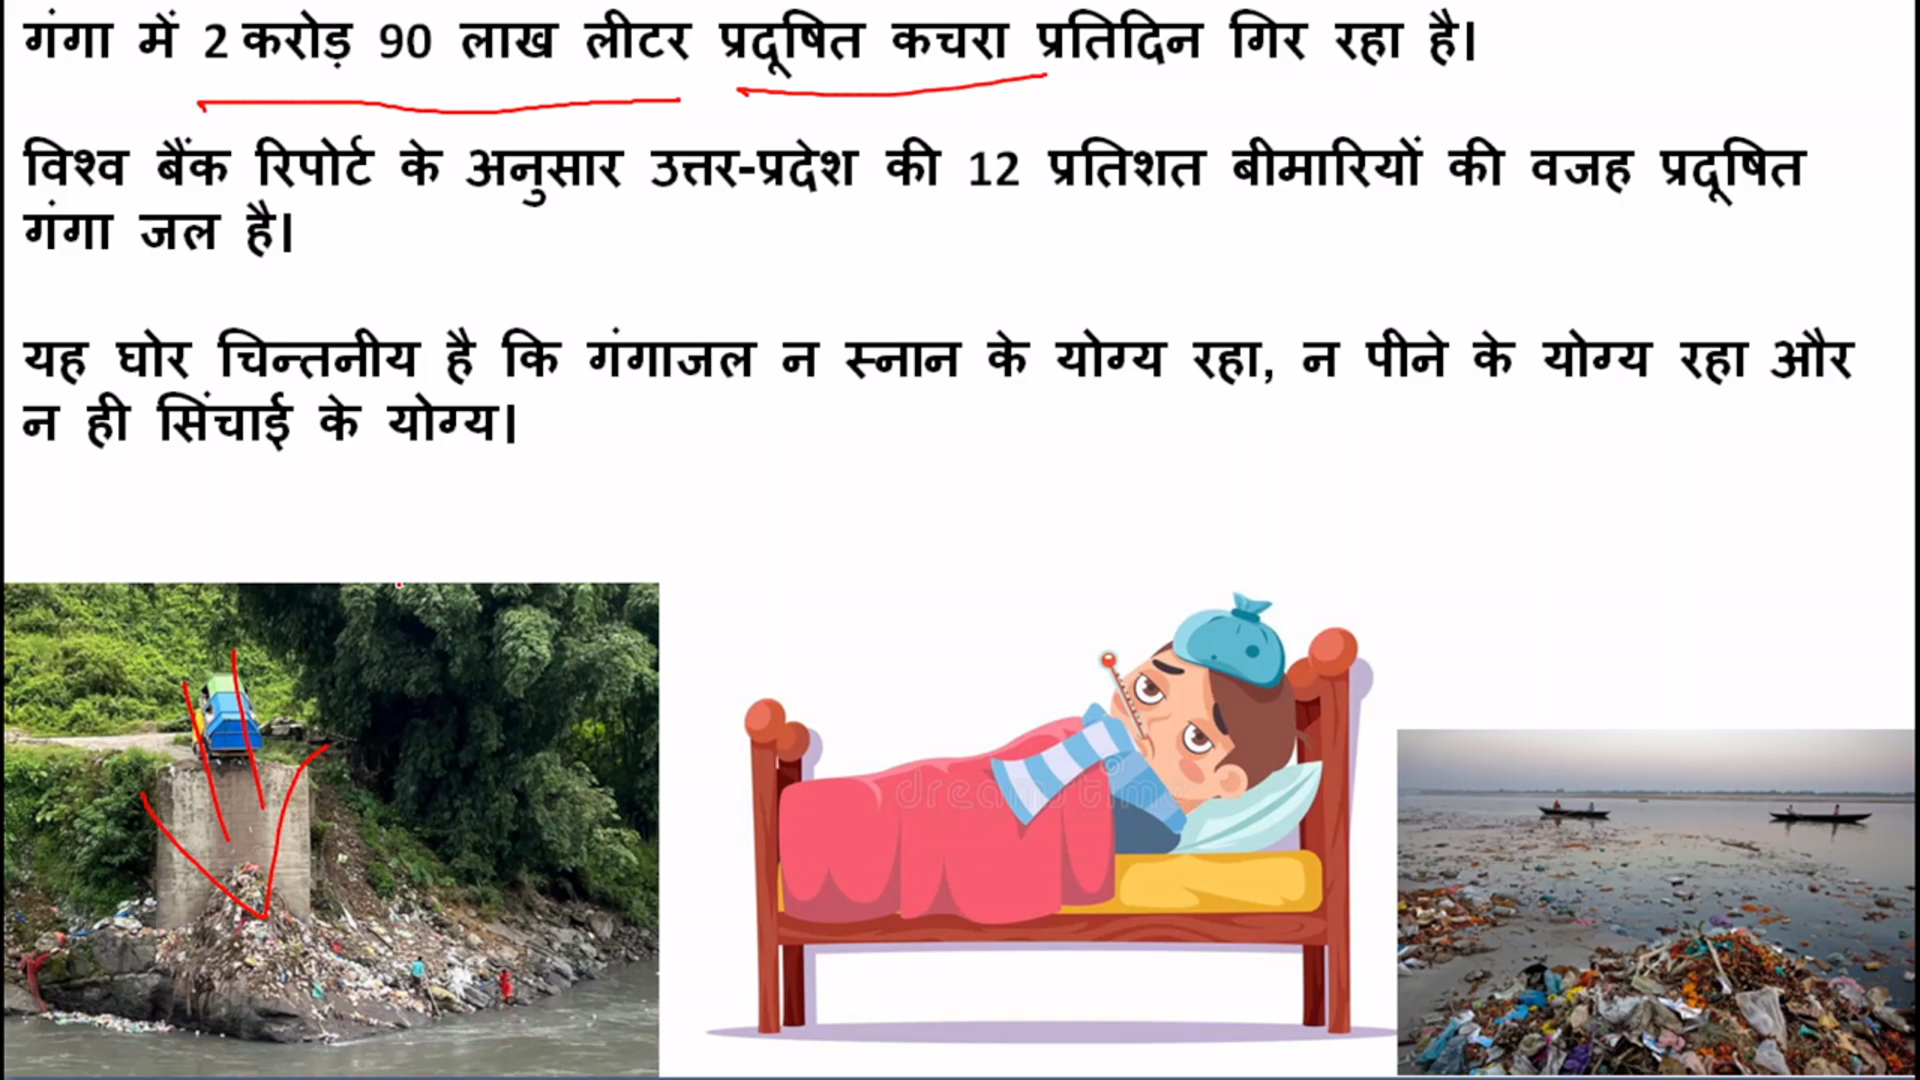 गंगा में 2 करोड़ 90 लाख लीटर प्रदूषित कचरा प्रतिदिन गिर रहा है।
विश्व बैंक रिपोर्ट के अनुसार उत्तर-प्रदेश की 12 प्रतिशत बीमारियों की वजह प्रदूषित
गंगा जल है।
यह घोर चिन्तनीय है कि गंगाजल न स्नान के योग्य रहा, न पीने के योग्य रहा और
न ही सिंचाई के योग्य।
dreamstime